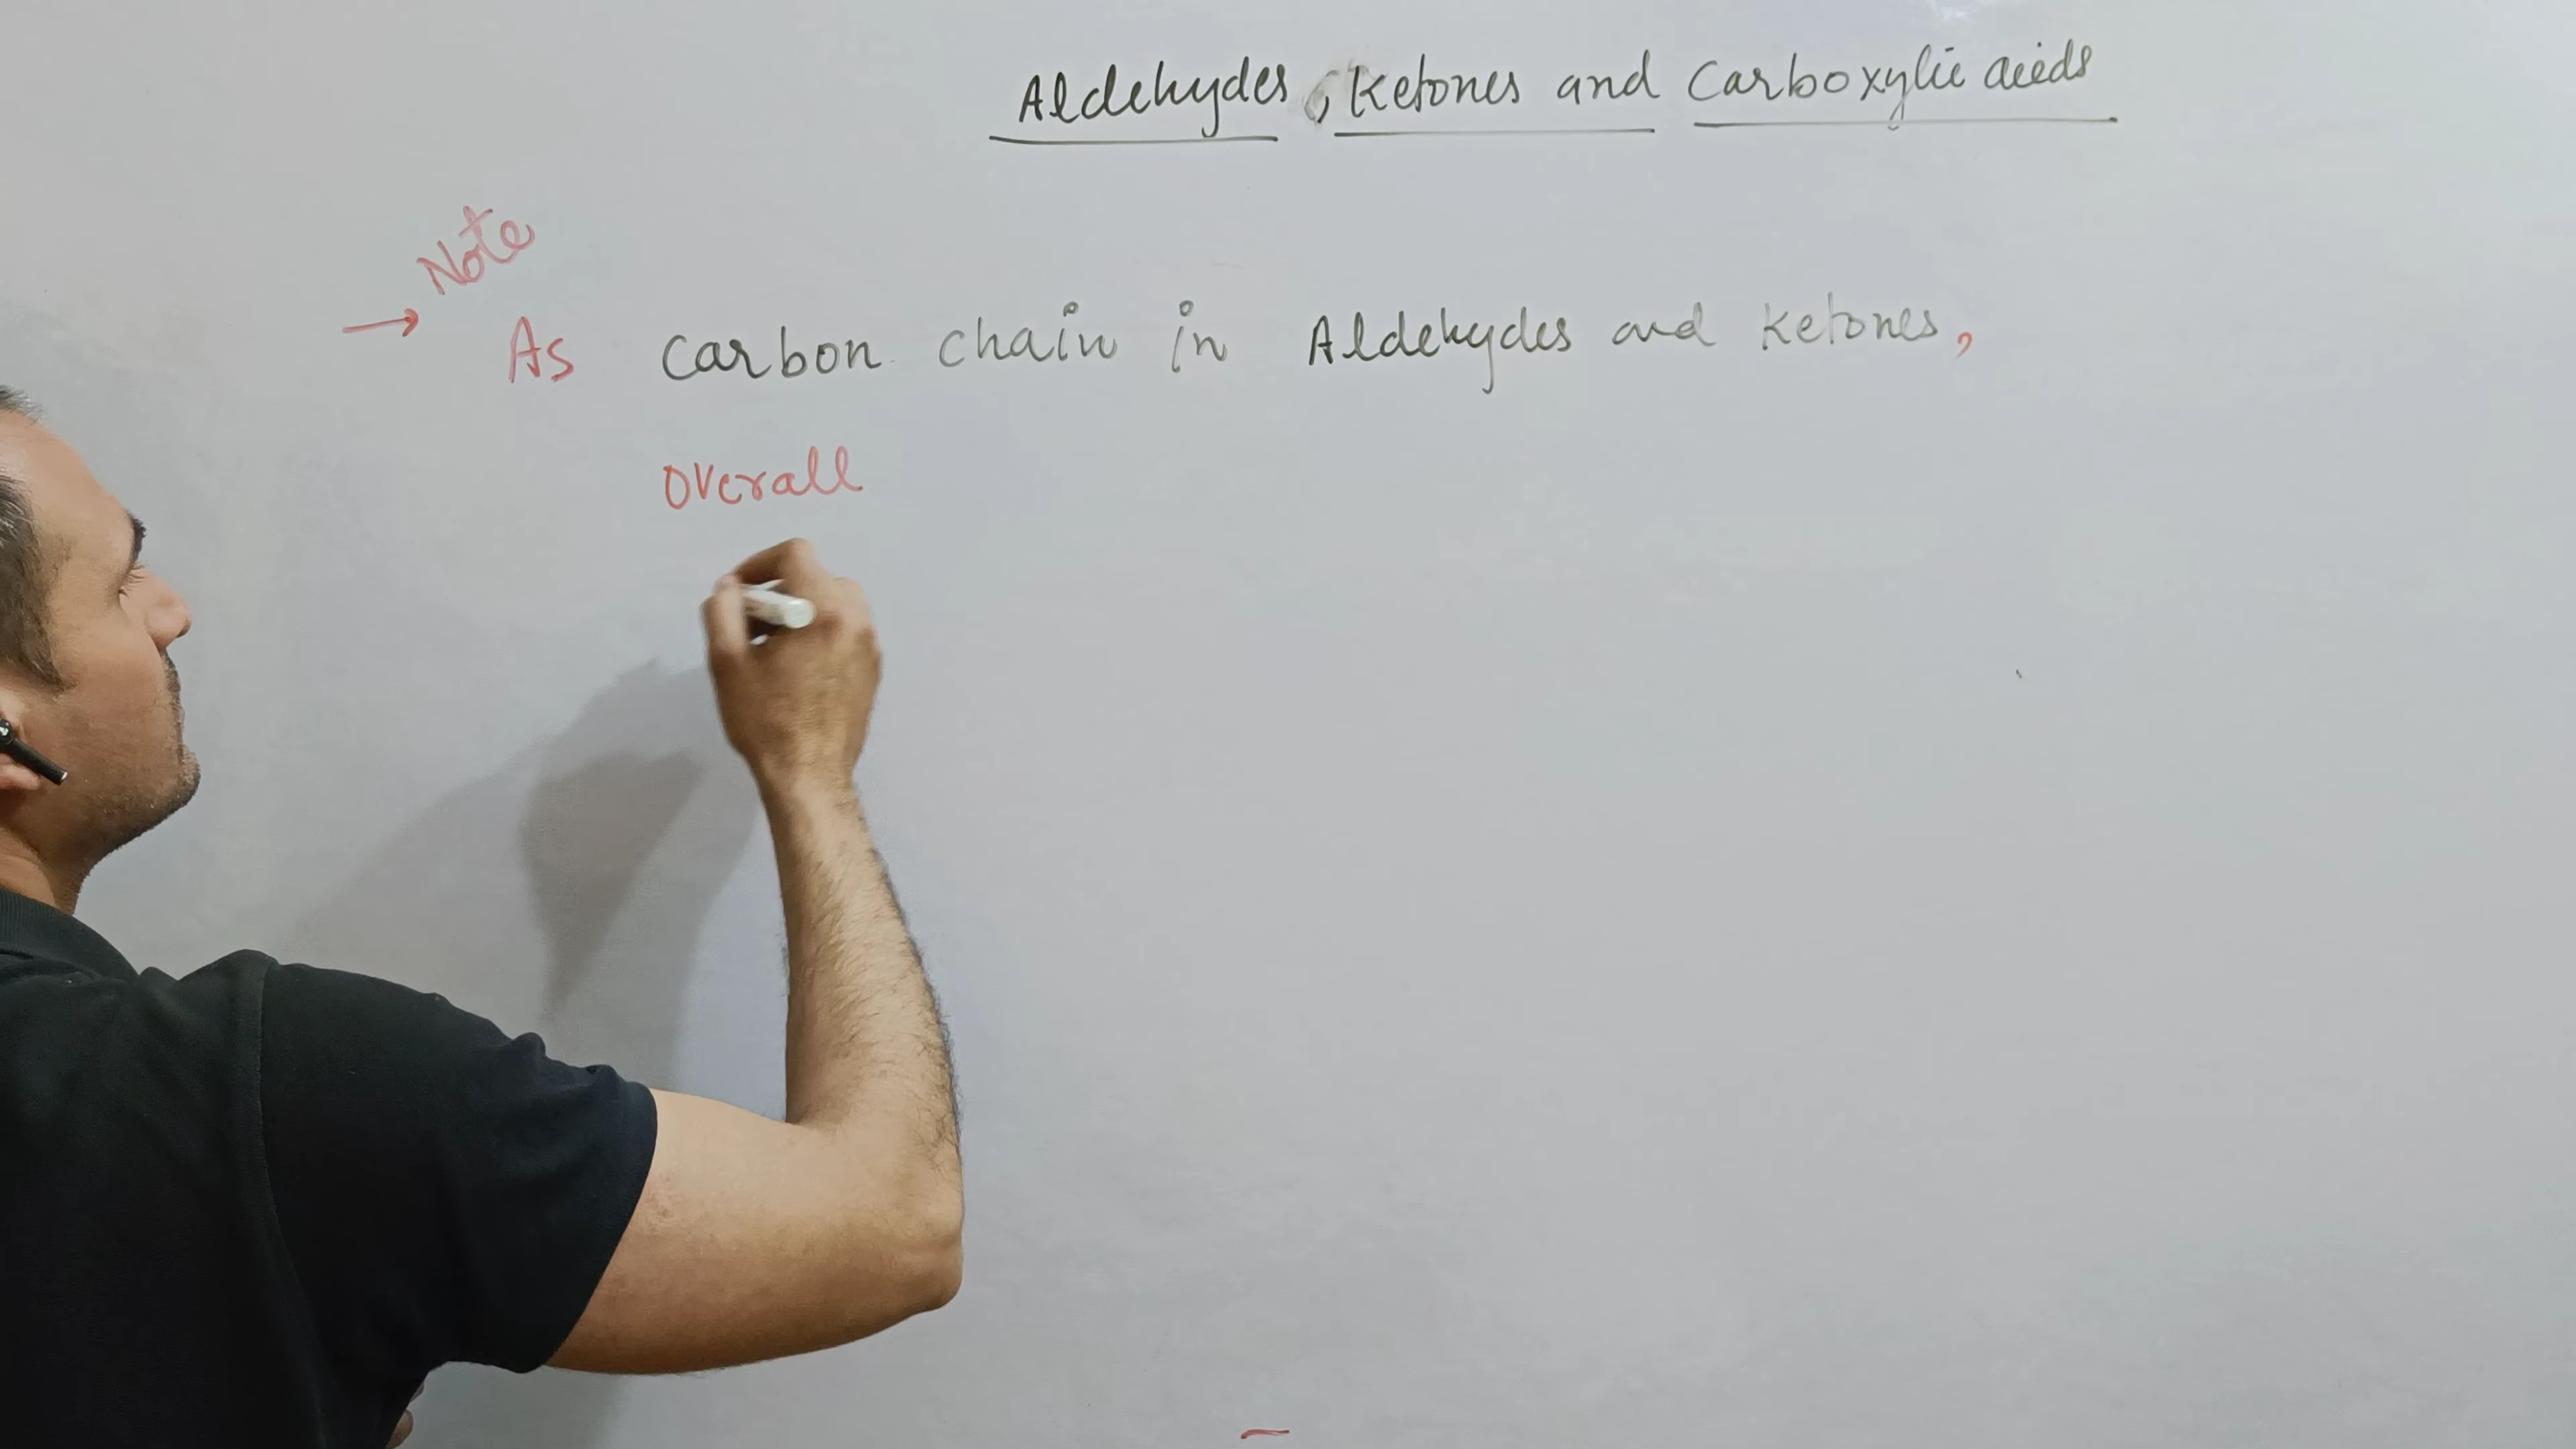 Aldehydes, Ketones and Carboxylic acids
Note
→ As Carbon chain in Aldehydes and Ketones,
Overall